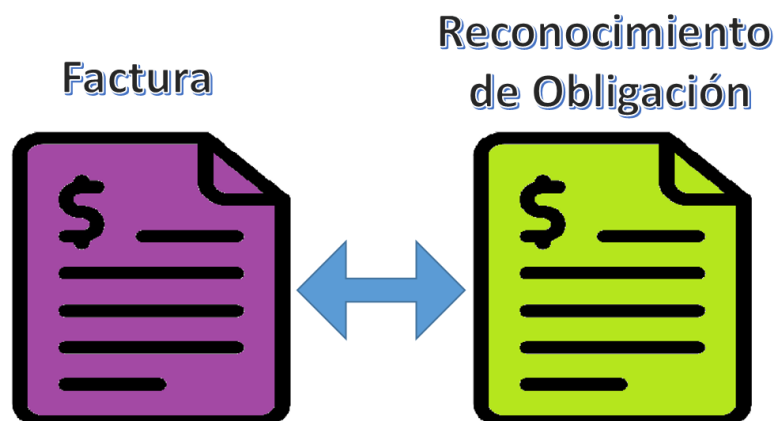 Factura
Reconocimiento
de Obligación
$
$